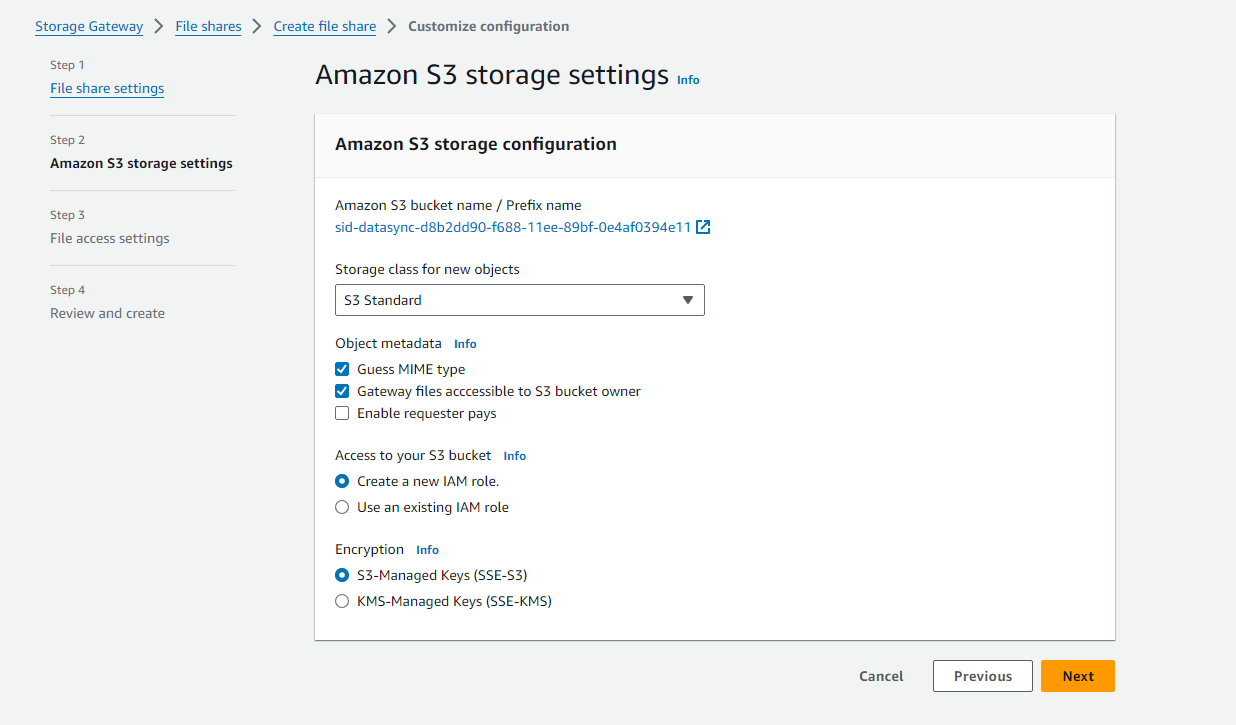 Storage Gateway > File shares > Create file share > Customize configuration
Step 1
File share settings
Step 2
Amazon S3 storage settings
Step 3
File access settings
Step 4
Review and create
Amazon S3 storage settings Info
Amazon S3 storage configuration
Amazon S3 bucket name / Prefix name
sid-datasync-d8b2dd90-f688-11ee-89bf-0e4af0394e11
Storage class for new objects
S3 Standard
Object metadata Info
Guess MIME type
Gateway files acccessible to S3 bucket owner
Enable requester pays
Access to your S3 bucket Info
Create a new IAM role.
Use an existing IAM role
Encryption Info
S3-Managed Keys (SSE-S3)
KMS-Managed Keys (SSE-KMS)
Cancel Previous Next